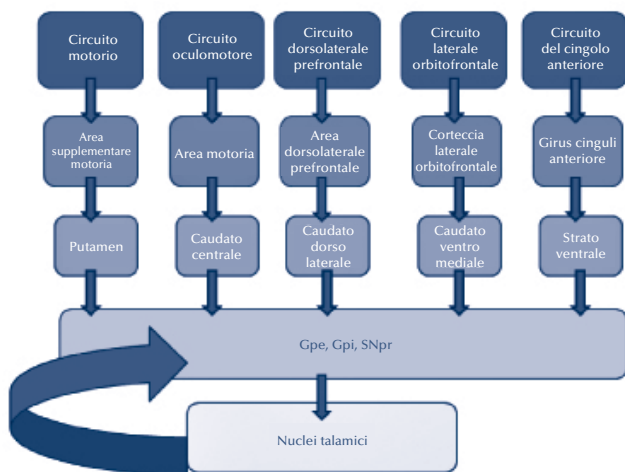 Circuito
motorio
Circuito
oculomotore
Circuito
dorsolaterale
prefrontale
Circuito
laterale
orbitofrontale
Circuito
del cingolo
anteriore
Area
supplementare
motoria
Area motoria
Area
dorsolaterale
prefrontale
Corteccia
laterale
orbitofrontale
Girus cinguli
anteriore
Putamen
Caudato
centrale
Caudato
dorso
laterale
Caudato
ventro
mediale
Strato
ventrale
Gpe, Gpi, SNpr
Nuclei talamici